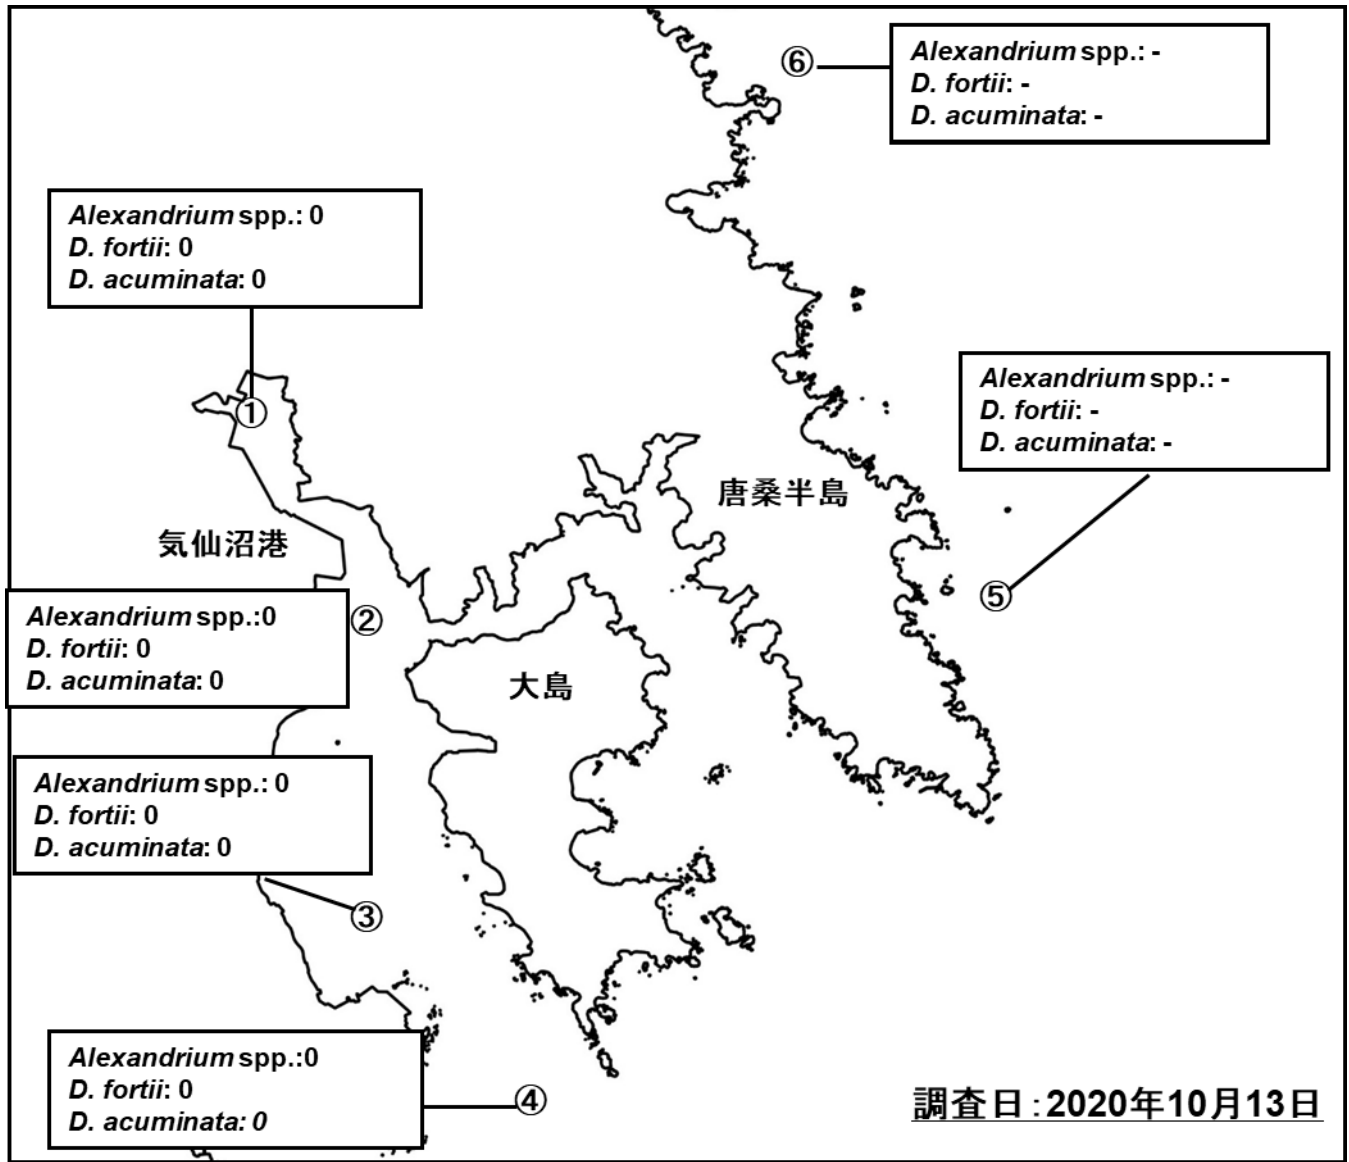 ⑥
Alexandrium spp.: -
D. fortii: -
D. acuminata: -
Alexandrium spp.: 0
D. fortii: 0
D. acuminata: 0
①
Alexandrium spp.: -
D. fortii: -
D. acuminata: -
唐桑半島
気仙沼港
⑤
Alexandrium spp.:0
D. fortii: 0
D. acuminata: 0
②
大島
Alexandrium spp.: 0
D. fortii: 0
D. acuminata: 0
③
Alexandrium spp.:0
D. fortii: 0
D. acuminata: 0
④
調査日:2020年10月13日